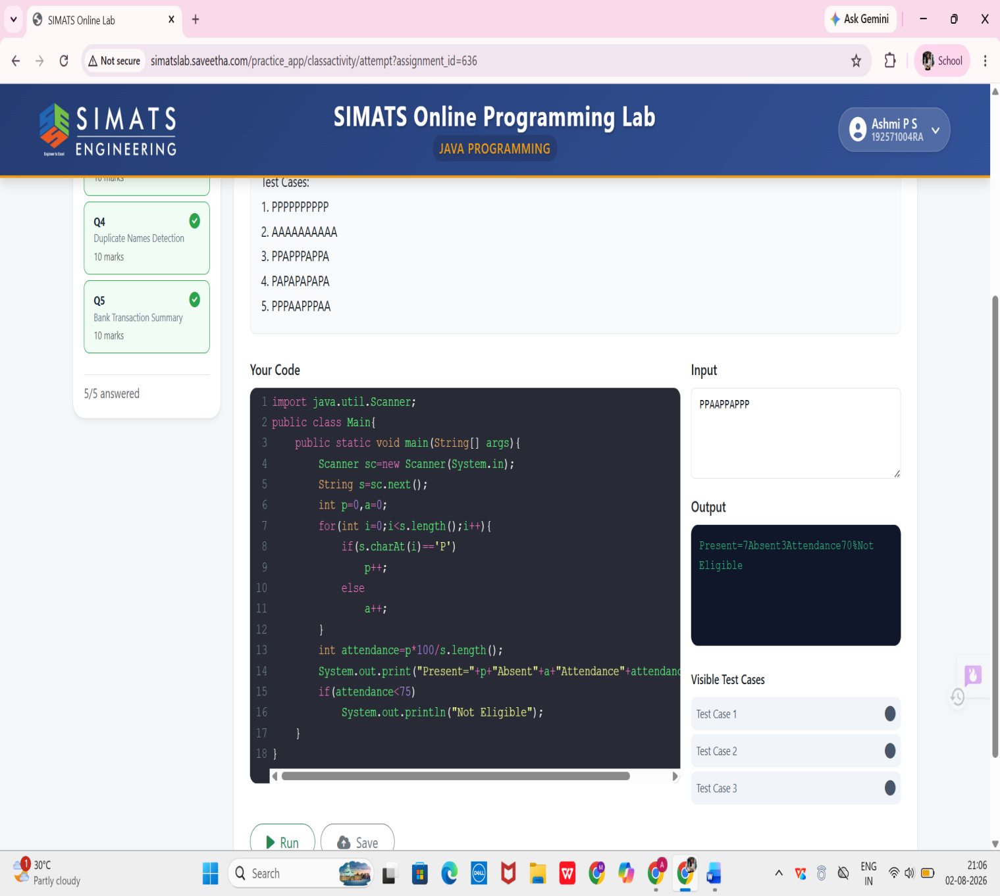 SIMATS Online Lab
Ask Gemini
Not secure
simatslab.saveetha.com/practice_app/classactivity/attempt?assignment_id=636
School
SIMATS
ENGINEERING
Engineer to Excel
SIMATS Online Programming Lab
JAVA PROGRAMMING
Ashmi P S
192571004RA
10 marks
Q4
Duplicate Names Detection
10 marks
Q5
Bank Transaction Summary
10 marks
5/5 answered
Test Cases:
1. PPPPPPPPPP
2. AAAAAAAAAA
3. PPAPPPAPPA
4. PAPAPAPAPA
5. PPPAAPPPAA
Your Code
1 import java.util.Scanner;
2 public class Main{
3 public static void main(String[] args){
4 Scanner sc=new Scanner(System.in);
5 String s=sc.next();
6 int p=0,a=0;
7 for(int i=0;i<s.length();i++){
8 if(s.charAt(i)=='P')
9 p++;
10 else
11 a++;
12 }
13 int attendance=p*100/s.length();
14 System.out.print("Present="+p+"Absent"+a+"Attendance"+attendanc
15 if(attendance<75)
16 System.out.println("Not Eligible");
17 }
18 }
Input
PPAAPPAPPP
Output
Present=7Absent3Attendance70%Not
Eligible
Visible Test Cases
Test Case 1
Test Case 2
Test Case 3
Run
Save
1
30°C
Partly cloudy
Search
DELL
W
M
A
W
ENG
IN
21:06
02-08-2026